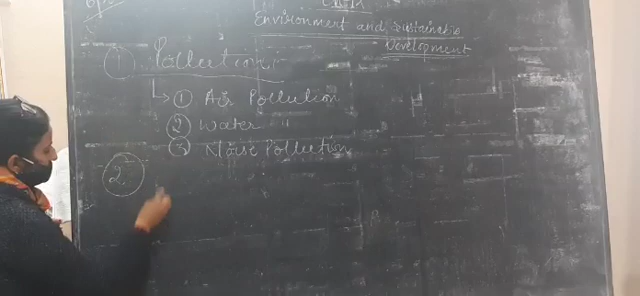 Environment and Sustainable
Development
① Pollution:-
① Air Pollution
② Water "
③ Noise Pollution
②